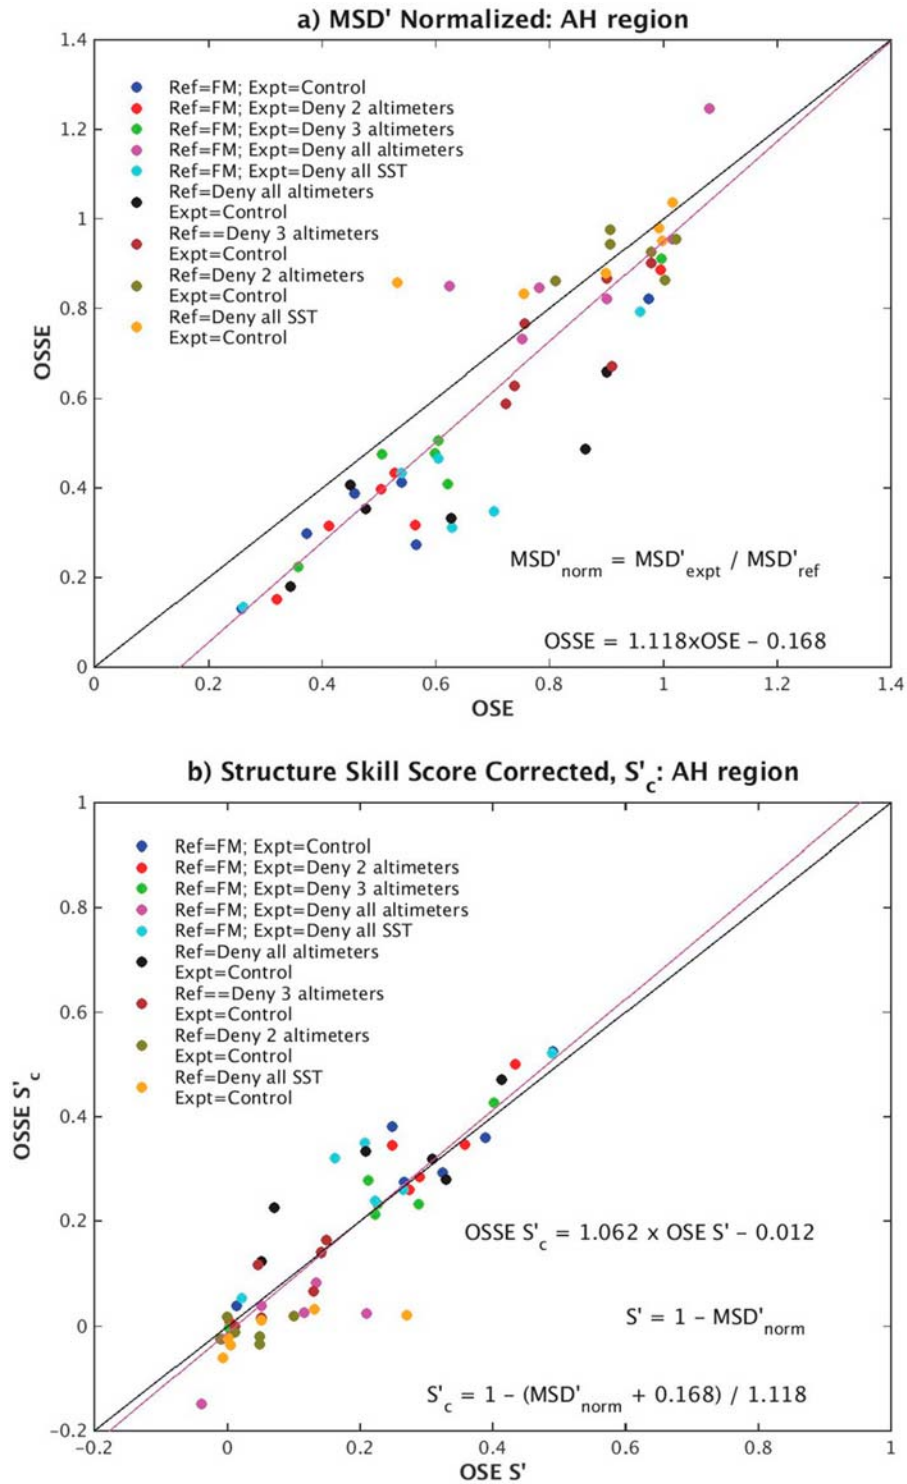 a) MSD' Normalized: AH region
1.4
1.2
1
0.8
0.6
0.4
0.2
0
OSSE
Ref=FM; Expt=Control
Ref=FM; Expt=Deny 2 altimeters
Ref=FM; Expt=Deny 3 altimeters
Ref=FM; Expt=Deny all altimeters
Ref=FM; Expt=Deny all SST
Ref=Deny all altimeters
Expt=Control
Ref==Deny 3 altimeters
Expt=Control
Ref=Deny 2 altimeters
Expt=Control
Ref=Deny all SST
Expt=Control
MSD'norm = MSD'expt / MSD'ref
OSSE = 1.118xOSE – 0.168
0 0.2 0.4 0.6 0.8 1 1.2 1.4
OSE
b) Structure Skill Score Corrected, S'c: AH region
1
0.8
0.6
0.4
0.2
0
-0.2
OSSE S'c
Ref=FM; Expt=Control
Ref=FM; Expt=Deny 2 altimeters
Ref=FM; Expt=Deny 3 altimeters
Ref=FM; Expt=Deny all altimeters
Ref=FM; Expt=Deny all SST
Ref=Deny all altimeters
Expt=Control
Ref==Deny 3 altimeters
Expt=Control
Ref=Deny 2 altimeters
Expt=Control
Ref=Deny all SST
Expt=Control
OSSE S'c = 1.062 x OSE S' – 0.012
S' = 1 – MSD'norm
S'c = 1 – (MSD'norm + 0.168) / 1.118
-0.2 0 0.2 0.4 0.6 0.8 1
OSE S'